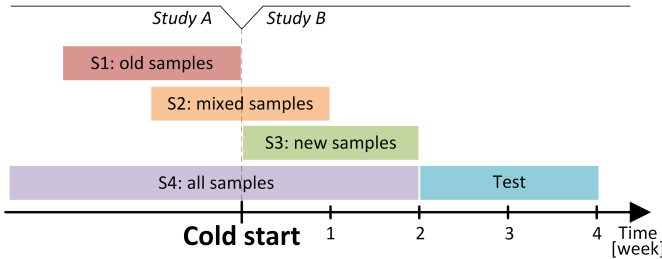 Study A
Study B
S1: old samples
S2: mixed samples
S3: new samples
S4: all samples
Test
Cold start
1
2
3
4
Time
[week]